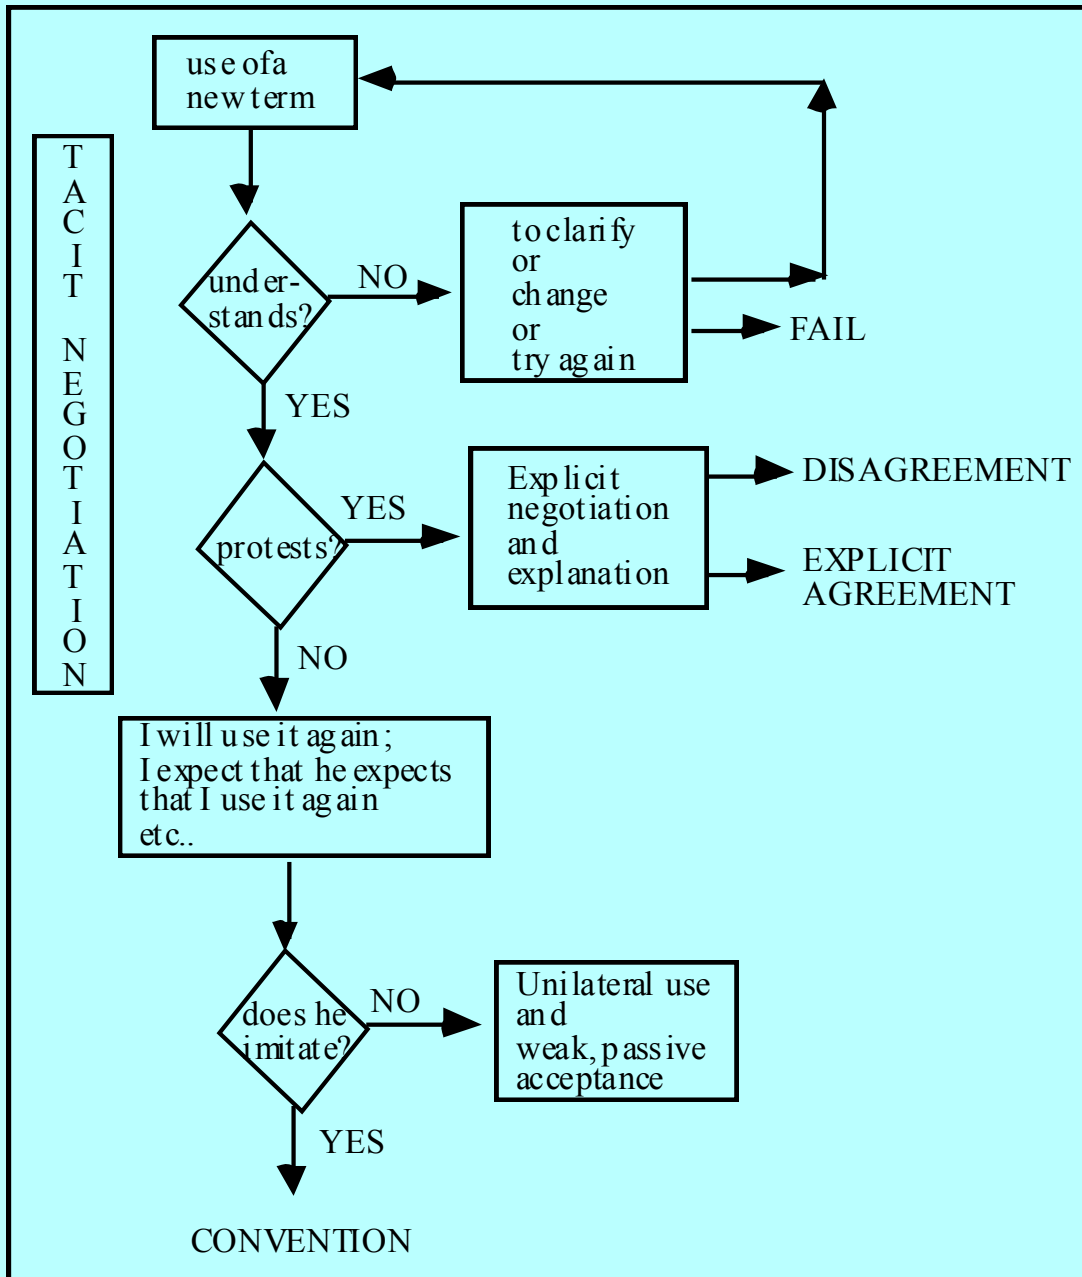 use of a
new term
TACIT NEGOTIATION
under-
stands?
NO
to clarify
or
change
or
try again
FAIL
YES
protests?
YES
Explicit
negotiation
and
explanation
DISAGREEMENT
EXPLICIT
AGREEMENT
NO
I will use it again;
I expect that he expects
that I use it again
etc..
does he
imitate?
NO
Unilateral use
and
weak, passive
acceptance
YES
CONVENTION